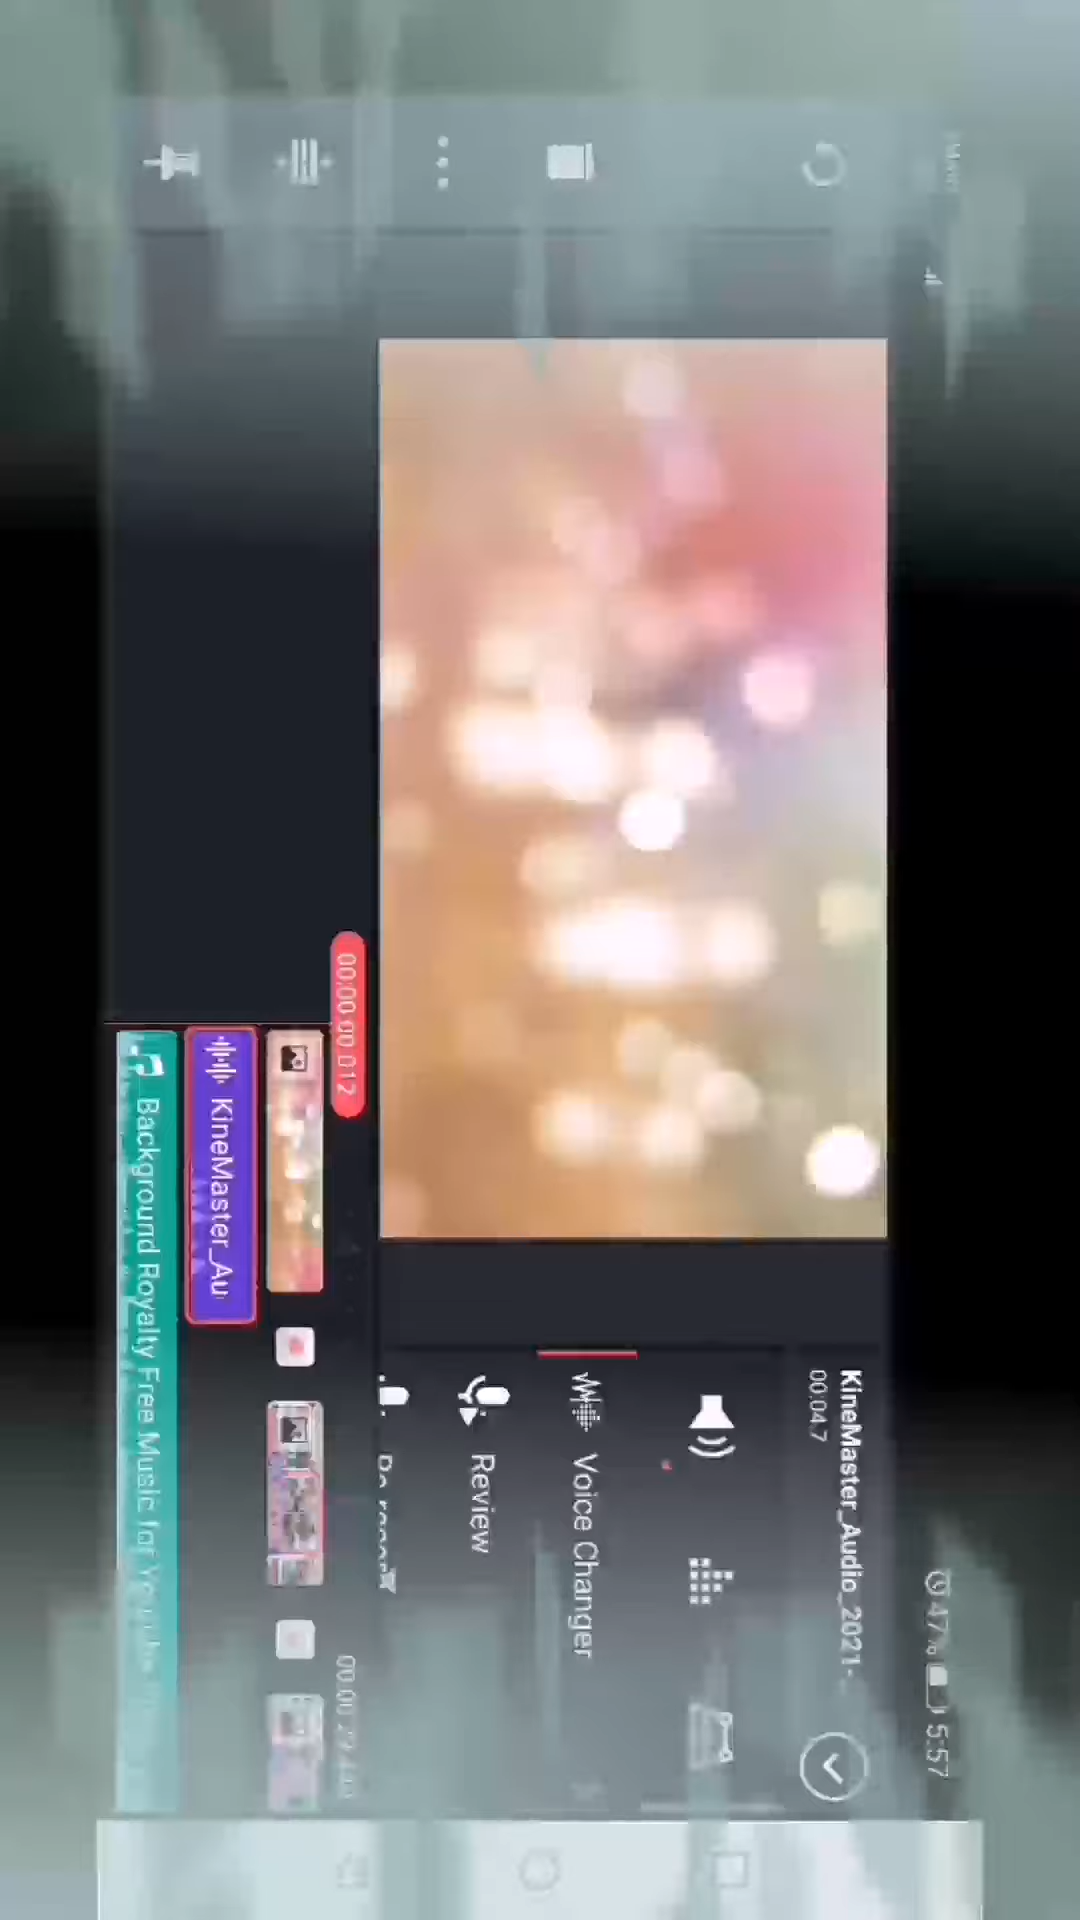 47% 5:57
KineMaster_Audio_2021-
00:04.7
Voice Changer
Review
00:00:00.012
KineMaster_Au
Background Royalty Free Music for